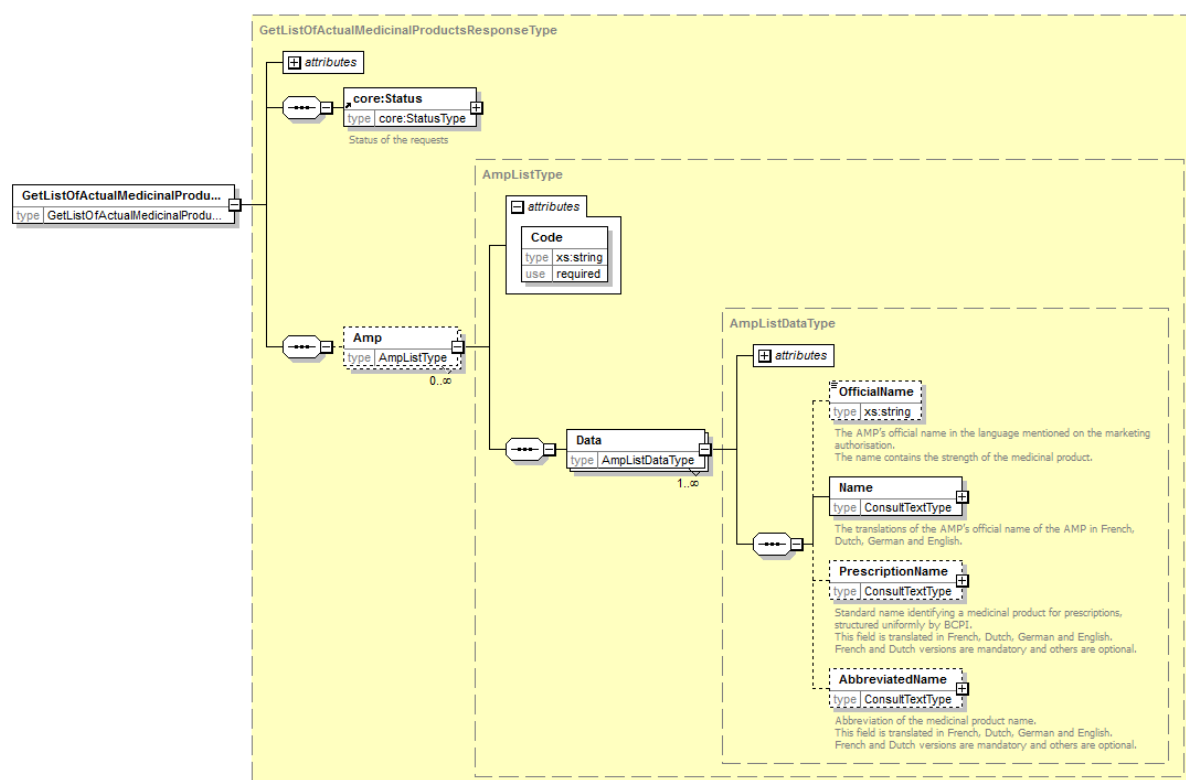 GetListOfActualMedicinalProductsResponseType
attributes
core:Status
type core:StatusType
Status of the requests
AmpListType
GetListOfActualMedicinalProdu...
type GetListOfActualMedicinalProdu...
attributes
Code
type xs:string
use required
Amp
type AmpListType
0..∞
AmpListDataType
attributes
Data
type AmpListDataType
1..∞
OfficialName
type xs:string
The AMP's official name in the language mentioned on the marketing
authorisation.
The name contains the strength of the medicinal product.
Name
type ConsultTextType
The translations of the AMP's official name of the AMP in French,
Dutch, German and English.
PrescriptionName
type ConsultTextType
Standard name identifying a medicinal product for prescriptions,
structured uniformly by BCPI.
This field is translated in French, Dutch, German and English.
French and Dutch versions are mandatory and others are optional.
AbbreviatedName
type ConsultTextType
Abbreviation of the medicinal product name.
This field is translated in French, Dutch, German and English.
French and Dutch versions are mandatory and others are optional.